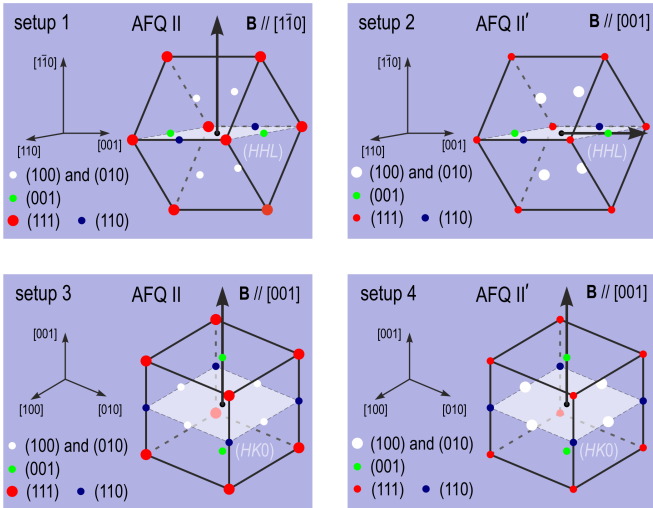 setup 1 AFQ II B // [11̄0]
[11̄0]
[110] [001]
(HHL)
(100) and (010)
(001)
(111) (110)
setup 2 AFQ II′ B // [001]
[11̄0]
[110] [001]
(HHL)
(100) and (010)
(001)
(111) (110)
setup 3 AFQ II B // [001]
[001]
[100] [010]
(100) and (010)
(HK0)
(001)
(111) (110)
setup 4 AFQ II′ B // [001]
[001]
[100] [010]
(100) and (010)
(HK0)
(001)
(111) (110)